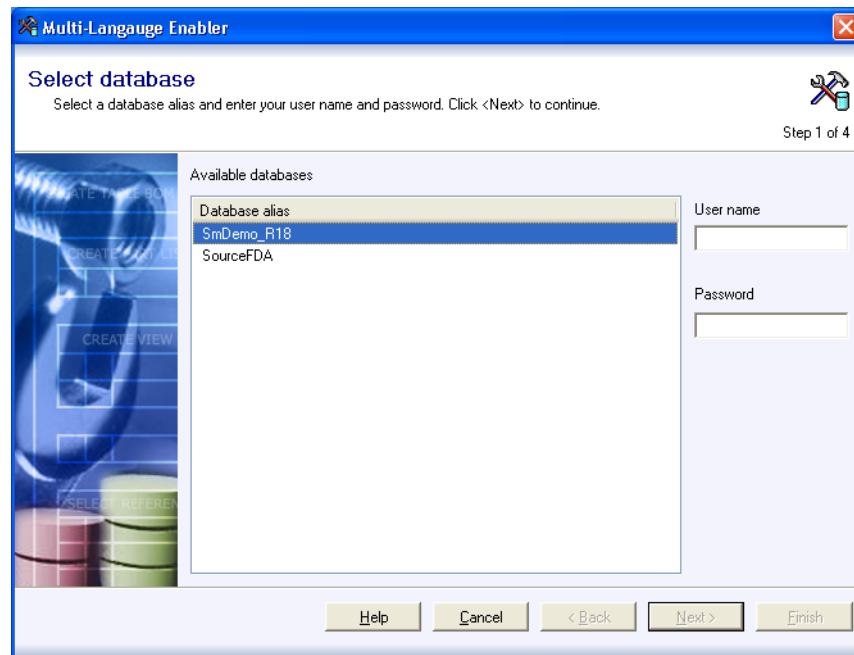 Multi-Langauge Enabler
Select database
Select a database alias and enter your user name and password. Click <Next> to continue.
Step 1 of 4
Available databases
Database alias
SmDemo_R18
SourceFDA
User name
Password
CREATE VIEW
Help
Cancel
< Back
Next >
Finish